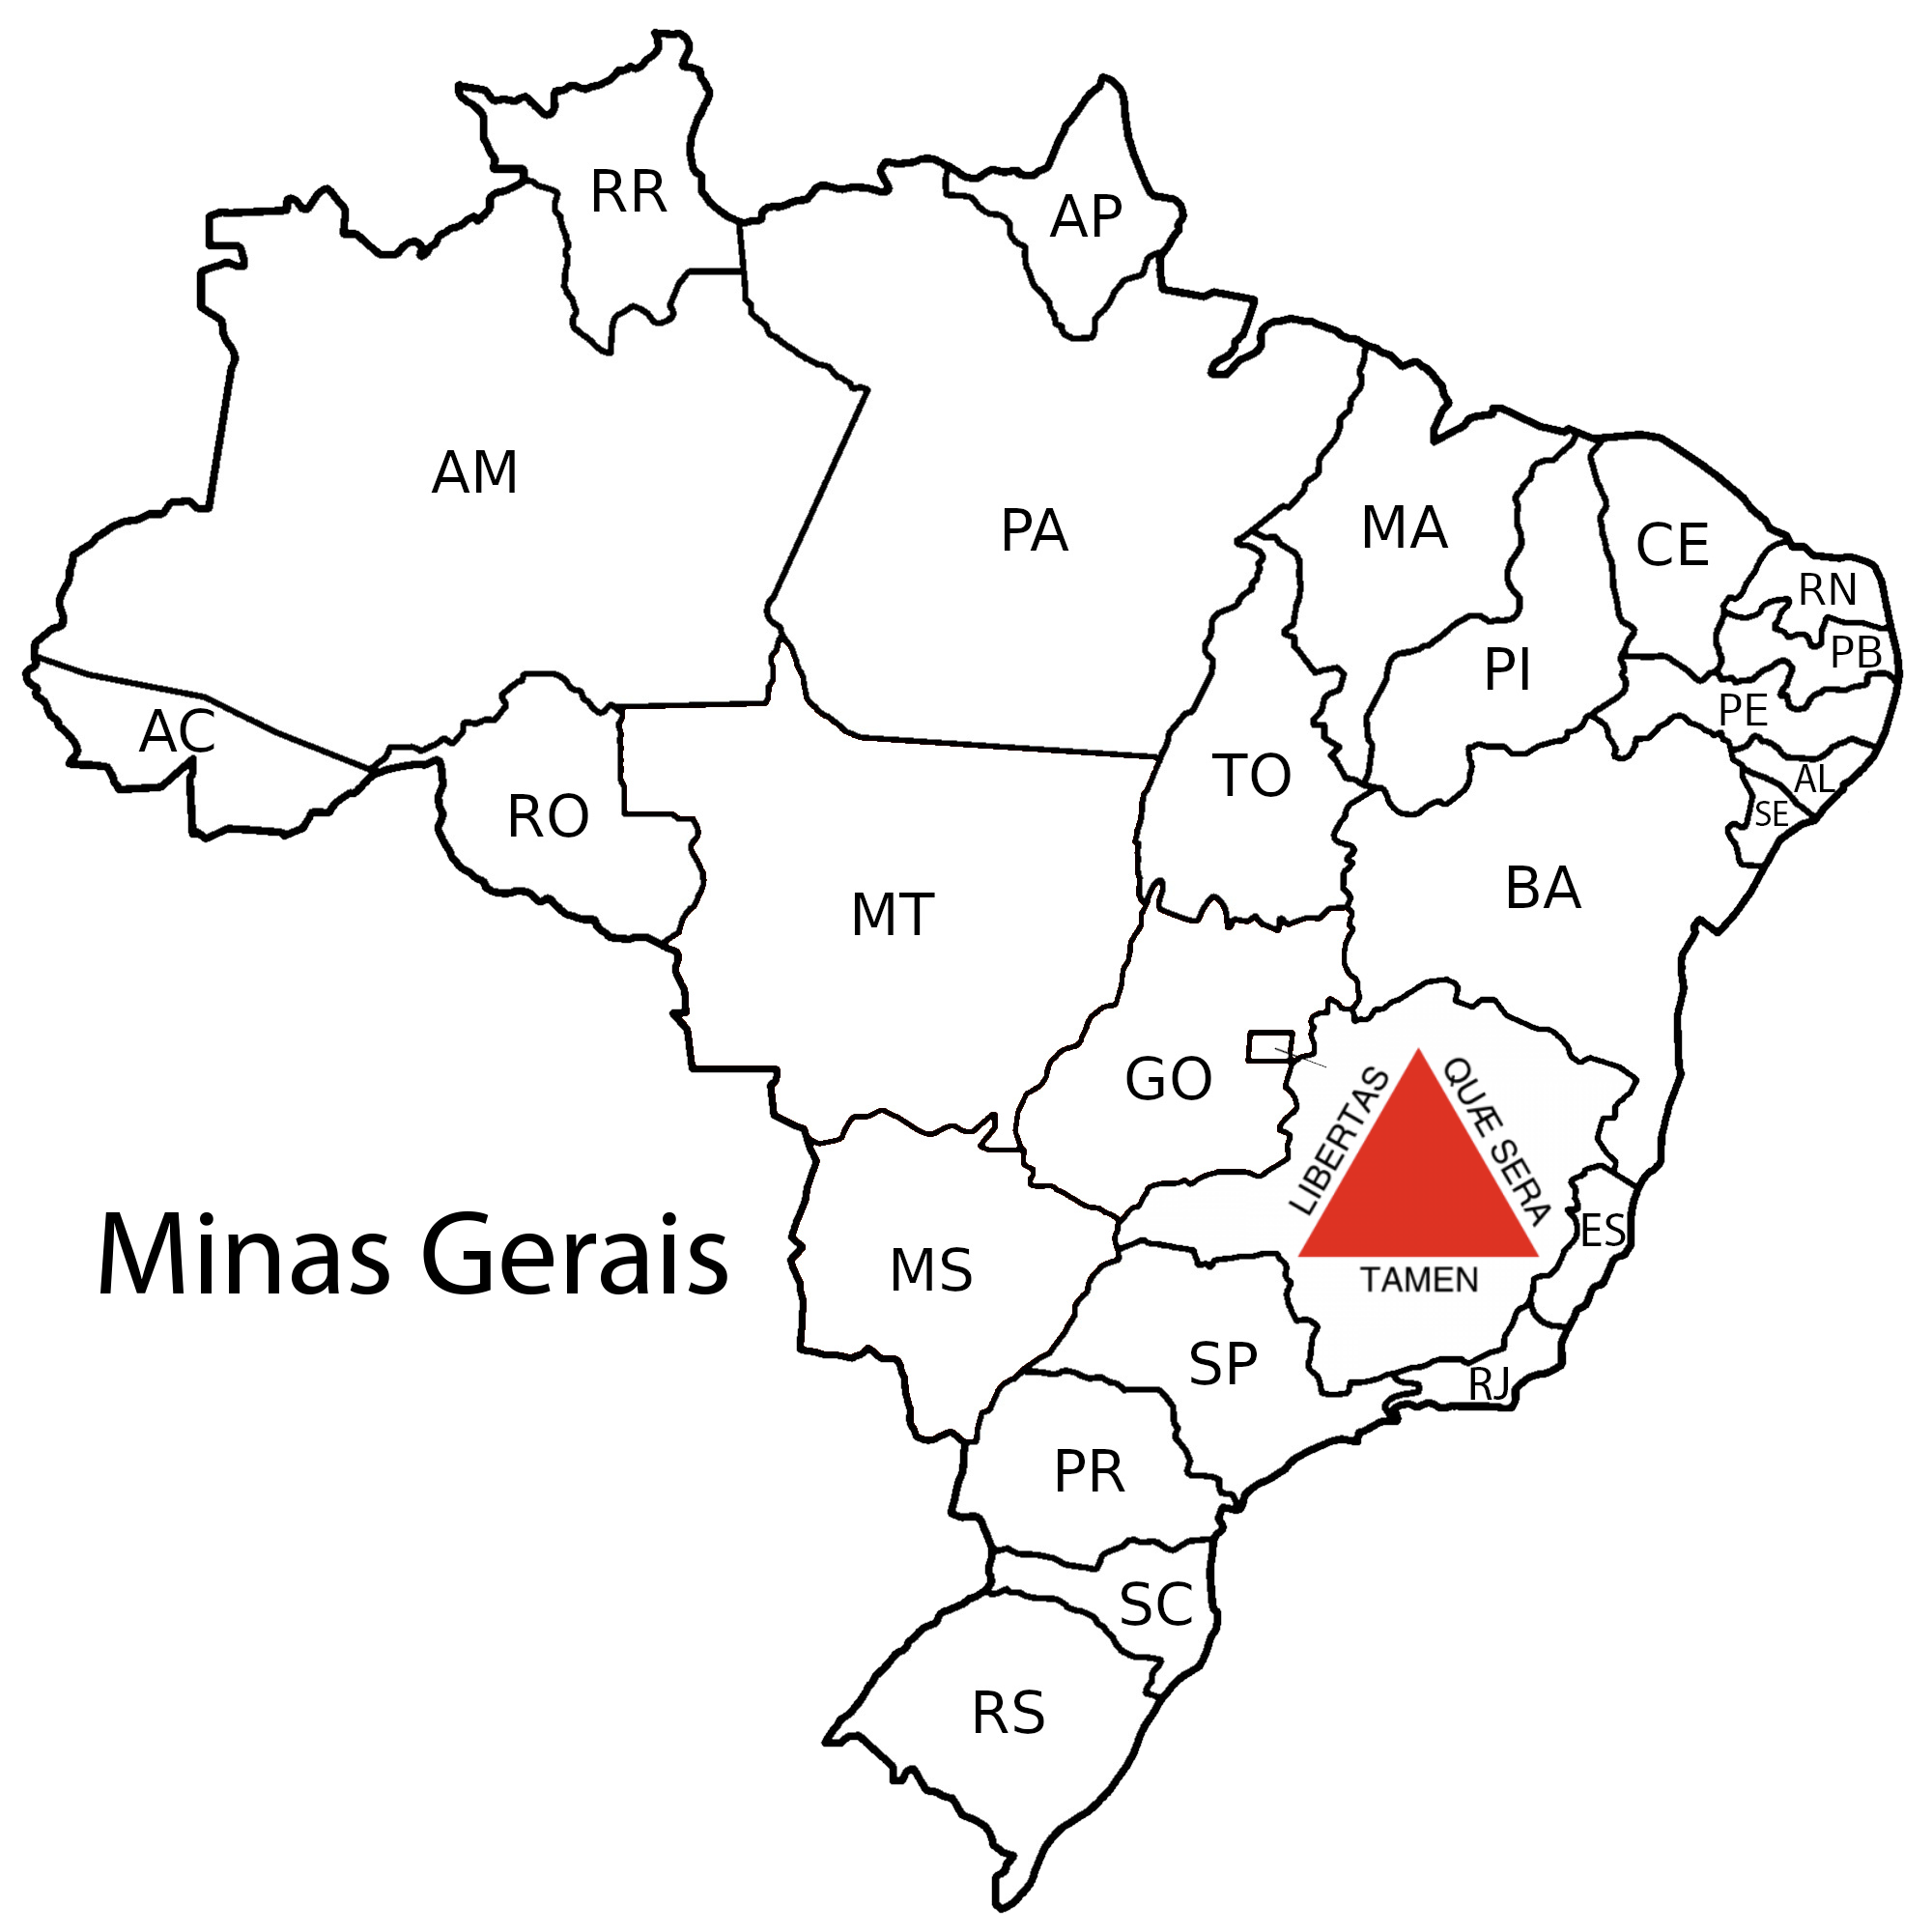 RR
AP
AM
PA
MA
CE
RN
PB
PI
PE
AC
TO
AL
SE
RO
BA
MT
GO
LIBERTAS
QUÆ SERA
TAMEN
ES
Minas Gerais
MS
SP
RJ
PR
SC
RS